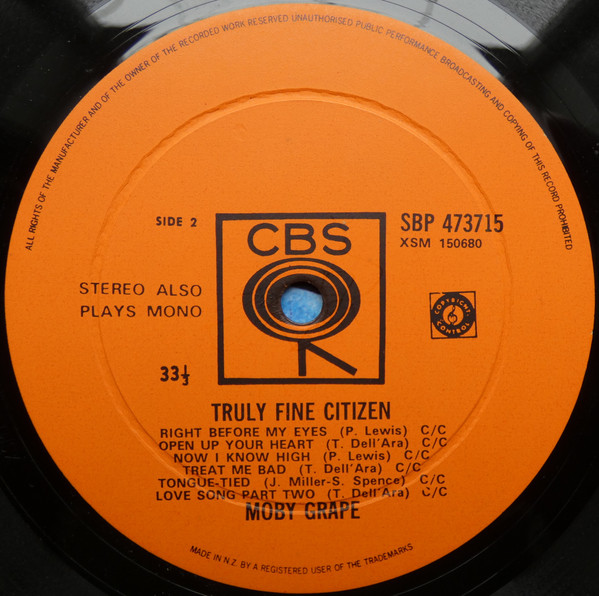 ALL RIGHTS OF THE MANUFACTURER AND OF THE OWNER OF THE RECORDED WORK RESERVED UNAUTHORISED PUBLIC PERFORMANCE BROADCASTING AND COPYING OF THIS RECORD PROHIBITED
SIDE 2
CBS
SBP 473715
XSM 150680
STEREO ALSO
PLAYS MONO
COPYRIGHT CONTROL
33⅓
TRULY FINE CITIZEN
RIGHT BEFORE MY EYES (P. Lewis) C/C
OPEN UP YOUR HEART (T. Dell'Ara) C/C
NOW I KNOW HIGH (P. Lewis) C/C
TREAT ME BAD (T. Dell'Ara) C/C
TONGUE-TIED (J. Miller-S. Spence) C/C
LOVE SONG PART TWO (T. Dell'Ara) C/C
MOBY GRAPE
MADE IN N.Z. BY A REGISTERED USER OF THE TRADEMARKS